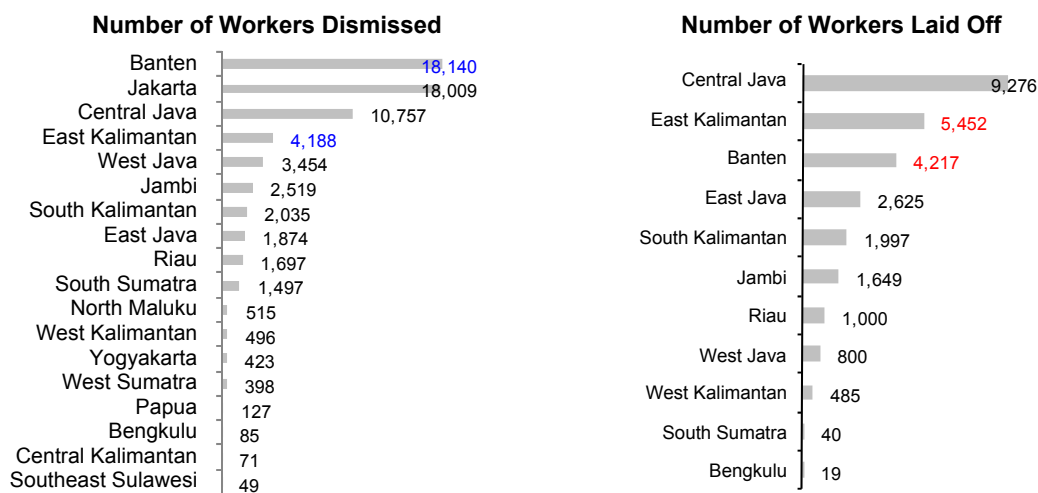 Number of Workers Dismissed
Banten 18,140
Jakarta 18,009
Central Java 10,757
East Kalimantan 4,188
West Java 3,454
Jambi 2,519
South Kalimantan 2,035
East Java 1,874
Riau 1,697
South Sumatra 1,497
North Maluku 515
West Kalimantan 496
Yogyakarta 423
West Sumatra 398
Papua 127
Bengkulu 85
Central Kalimantan 71
Southeast Sulawesi 49
Number of Workers Laid Off
Central Java 9,276
East Kalimantan 5,452
Banten 4,217
East Java 2,625
South Kalimantan 1,997
Jambi 1,649
Riau 1,000
West Java 800
West Kalimantan 485
South Sumatra 40
Bengkulu 19